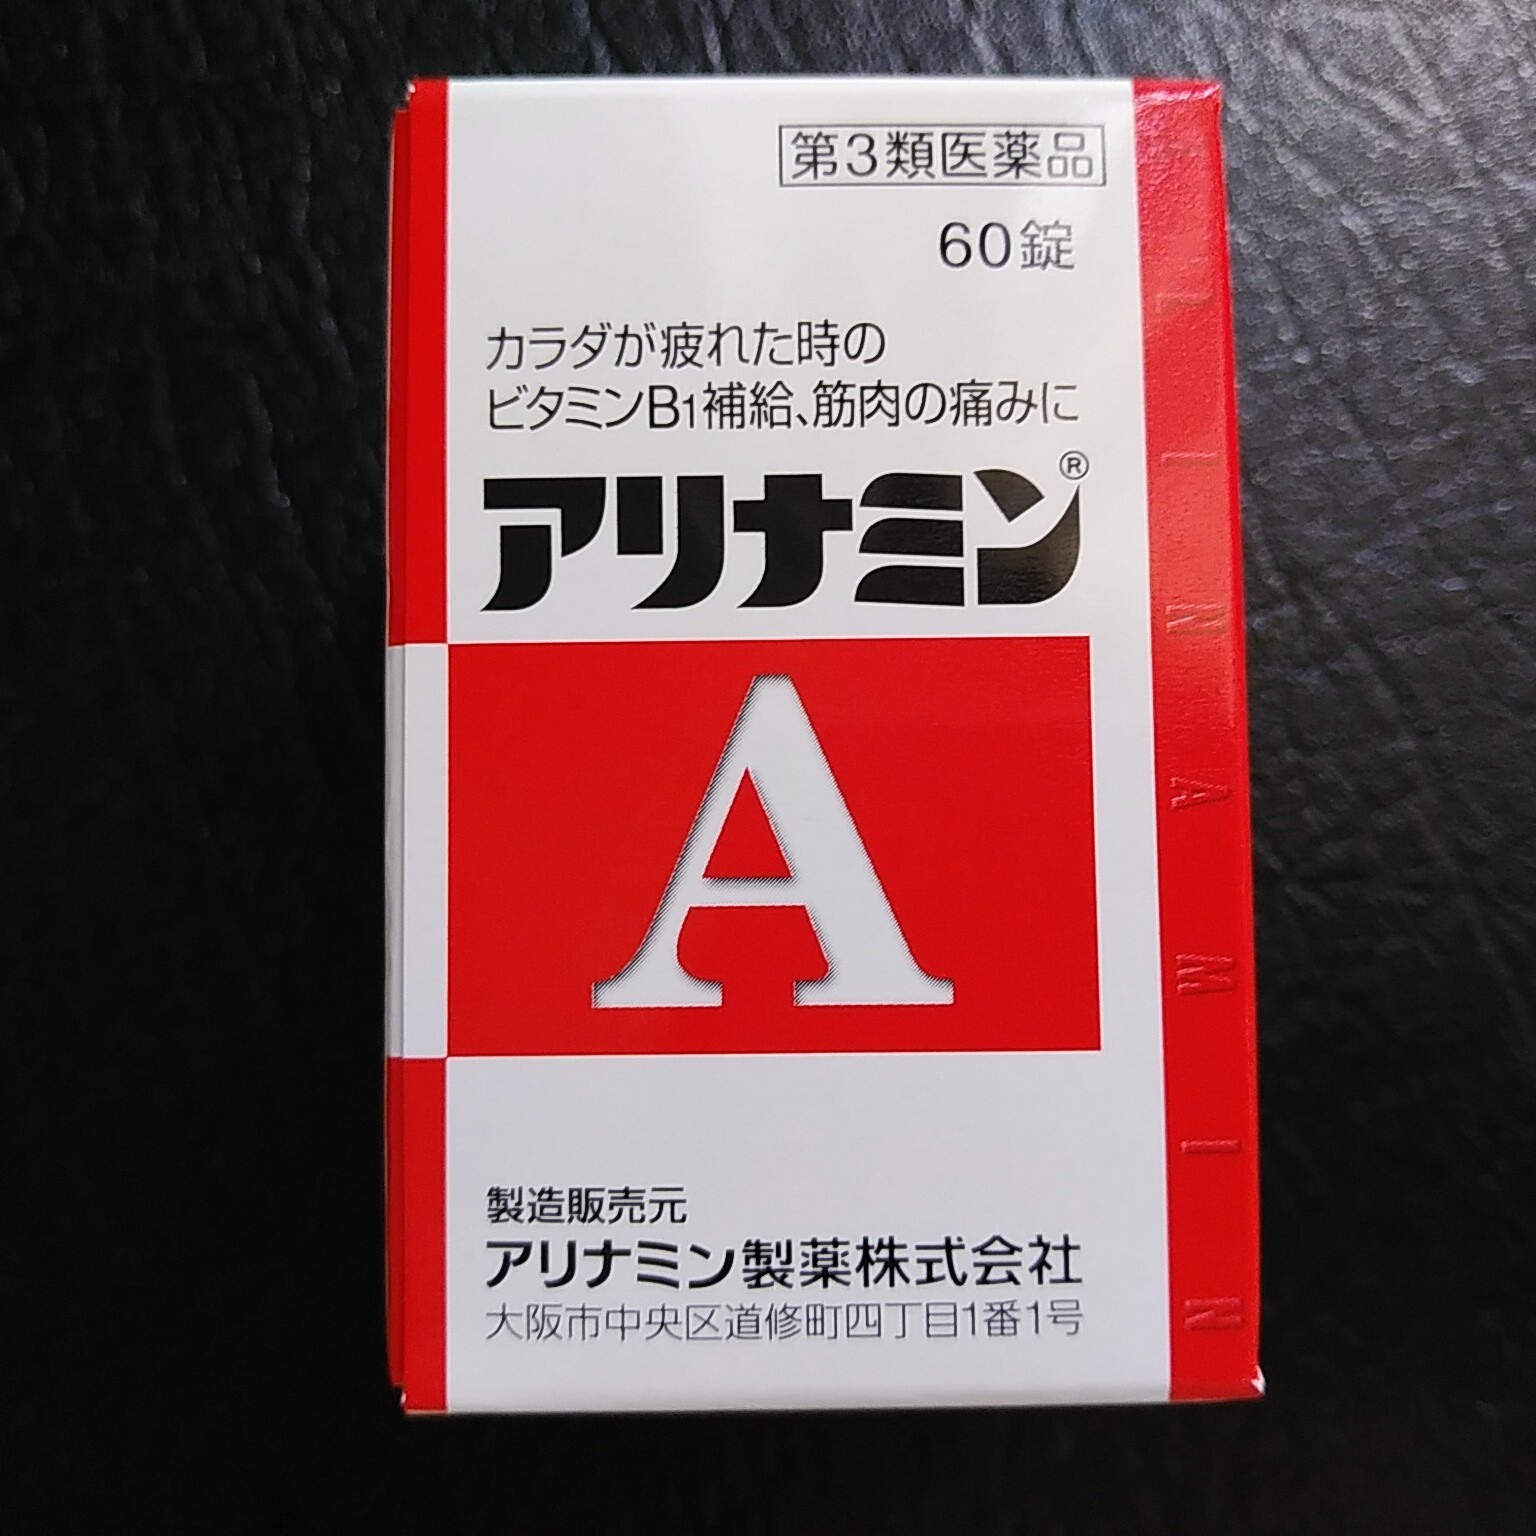 第3類医薬品
60錠
カラダが疲れた時の
ビタミンB1補給、筋肉の痛みに
アリナミン®
A
製造販売元
アリナミン製薬株式会社
大阪市中央区道修町四丁目1番1号
ALINAMIN